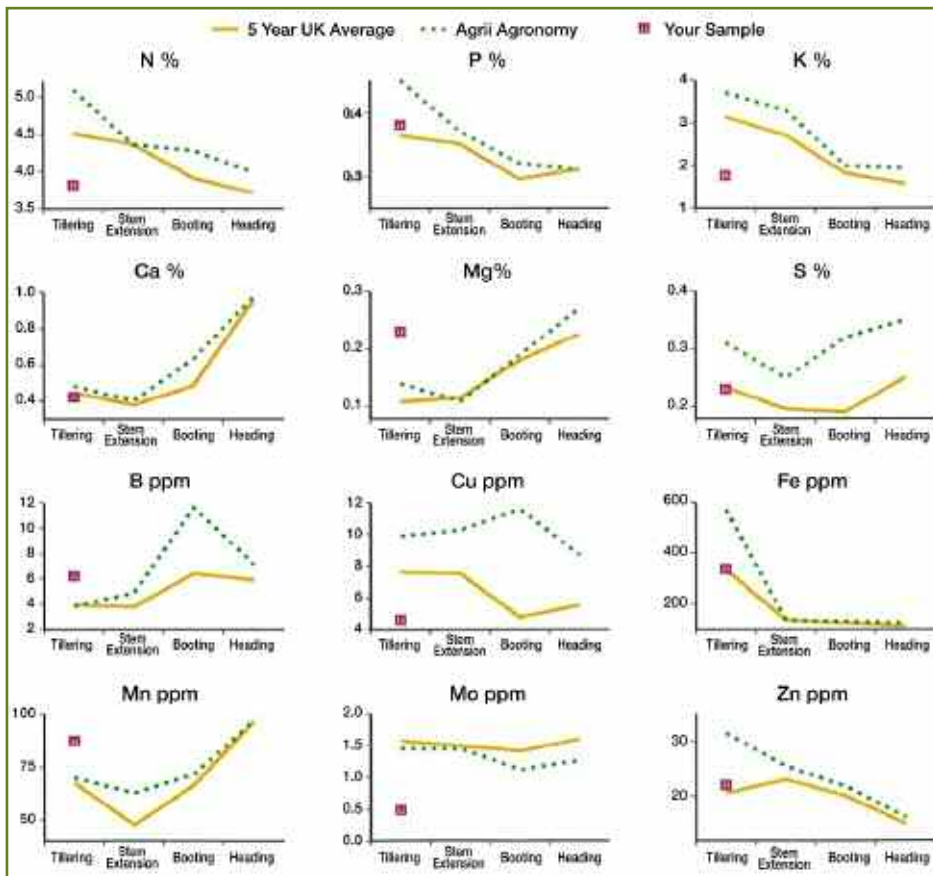 5 Year UK Average Agrii Agronomy Your Sample
N % P % K %
5.0
4.5
4.0
3.5
0.4
0.3
4
3
2
1
Tillering Stem Extension Booting Heading
Tillering Stem Extension Booting Heading
Tillering Stem Extension Booting Heading
Ca % Mg% S %
1.0
0.8
0.6
0.4
0.3
0.2
0.1
0.4
0.3
0.2
Tillering Stem Extension Booting Heading
Tillering Stem Extension Booting Heading
Tillering Stem Extension Booting Heading
B ppm Cu ppm Fe ppm
12
10
8
6
4
2
12
10
8
6
4
600
400
200
Tillering Stem Extension Booting Heading
Tillering Stem Extension Booting Heading
Tillering Stem Extension Booting Heading
Mn ppm Mo ppm Zn ppm
100
75
50
2.0
1.5
1.0
0.5
0.0
30
20
Tillering Stem Extension Booting Heading
Tillering Stem Extension Booting Heading
Tillering Stem Extension Booting Heading